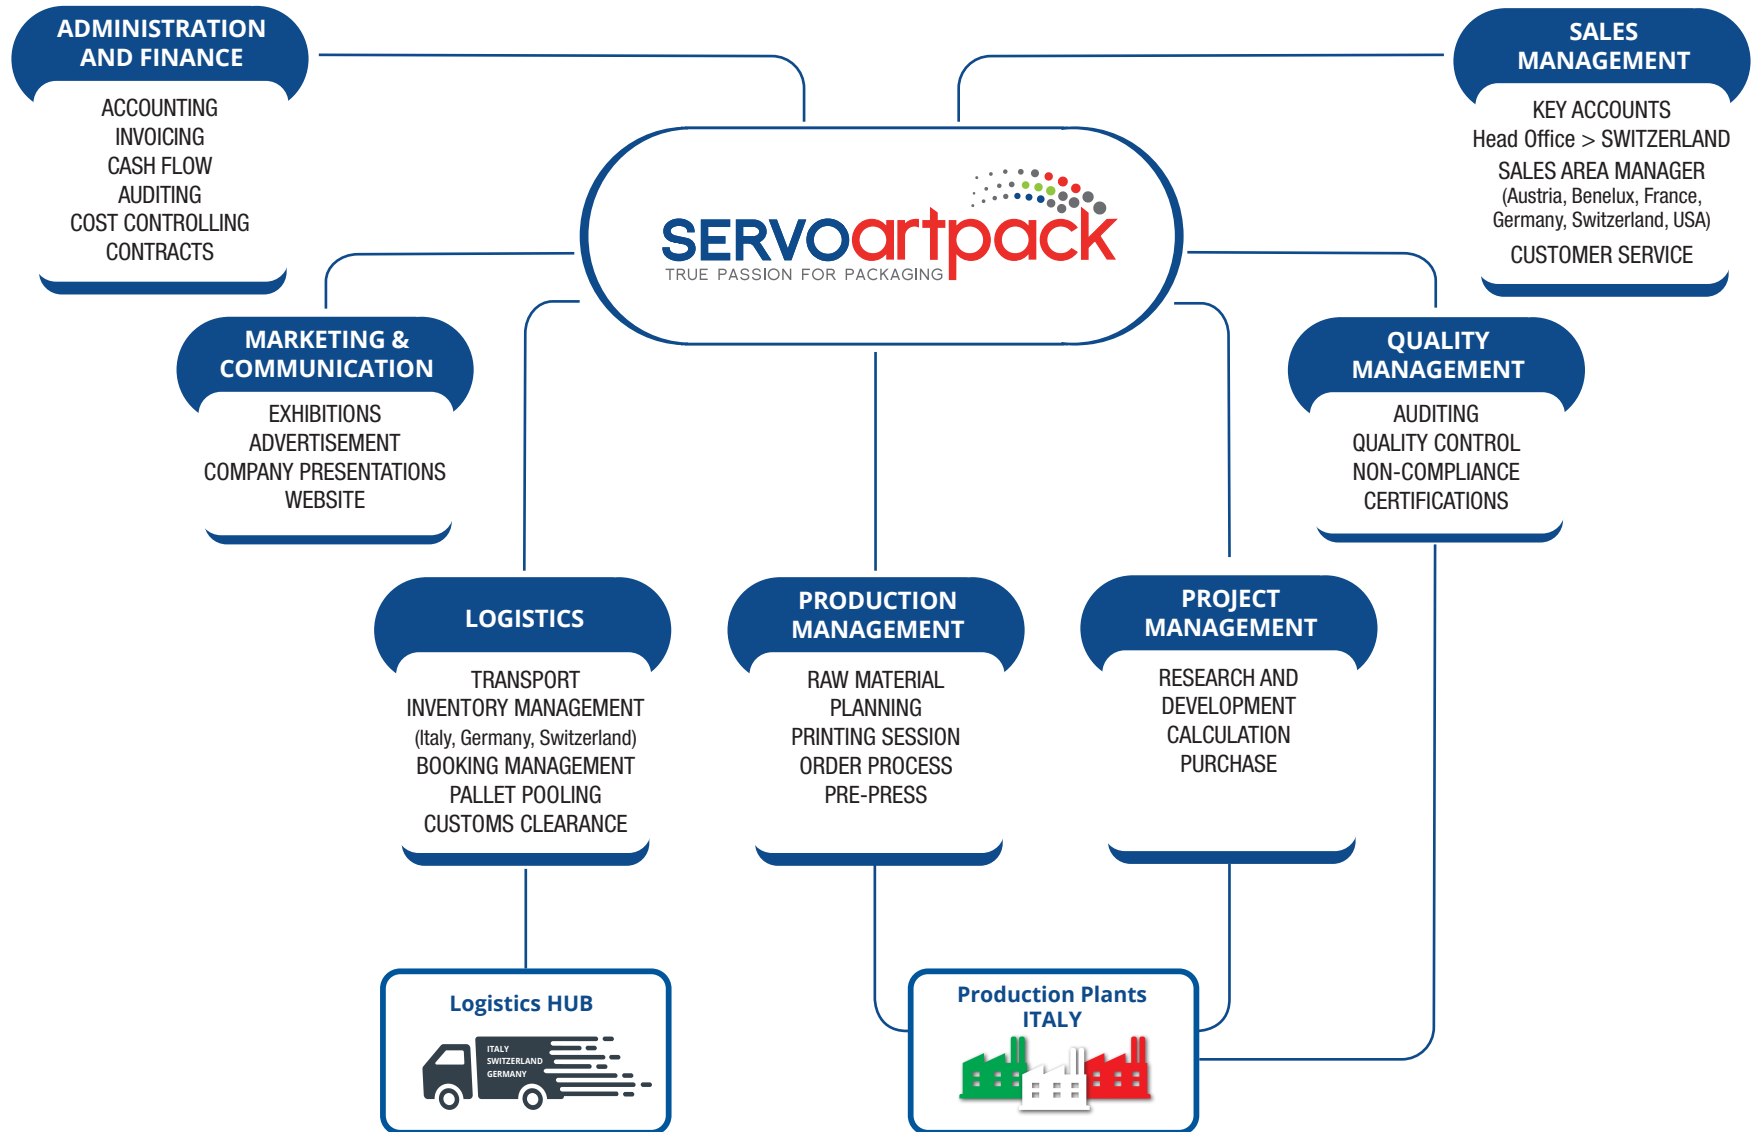 ADMINISTRATION
AND FINANCE
ACCOUNTING
INVOICING
CASH FLOW
AUDITING
COST CONTROLLING
CONTRACTS
SALES
MANAGEMENT
KEY ACCOUNTS
Head Office > SWITZERLAND
SALES AREA MANAGER
(Austria, Benelux, France,
Germany, Switzerland, USA)
CUSTOMER SERVICE
SERVOartpack
TRUE PASSION FOR PACKAGING
MARKETING &
COMMUNICATION
EXHIBITIONS
ADVERTISEMENT
COMPANY PRESENTATIONS
WEBSITE
QUALITY
MANAGEMENT
AUDITING
QUALITY CONTROL
NON-COMPLIANCE
CERTIFICATIONS
LOGISTICS
TRANSPORT
INVENTORY MANAGEMENT
(Italy, Germany, Switzerland)
BOOKING MANAGEMENT
PALLET POOLING
CUSTOMS CLEARANCE
PRODUCTION
MANAGEMENT
RAW MATERIAL
PLANNING
PRINTING SESSION
ORDER PROCESS
PRE-PRESS
PROJECT
MANAGEMENT
RESEARCH AND
DEVELOPMENT
CALCULATION
PURCHASE
Logistics HUB
ITALY
SWITZERLAND
GERMANY
Production Plants
ITALY